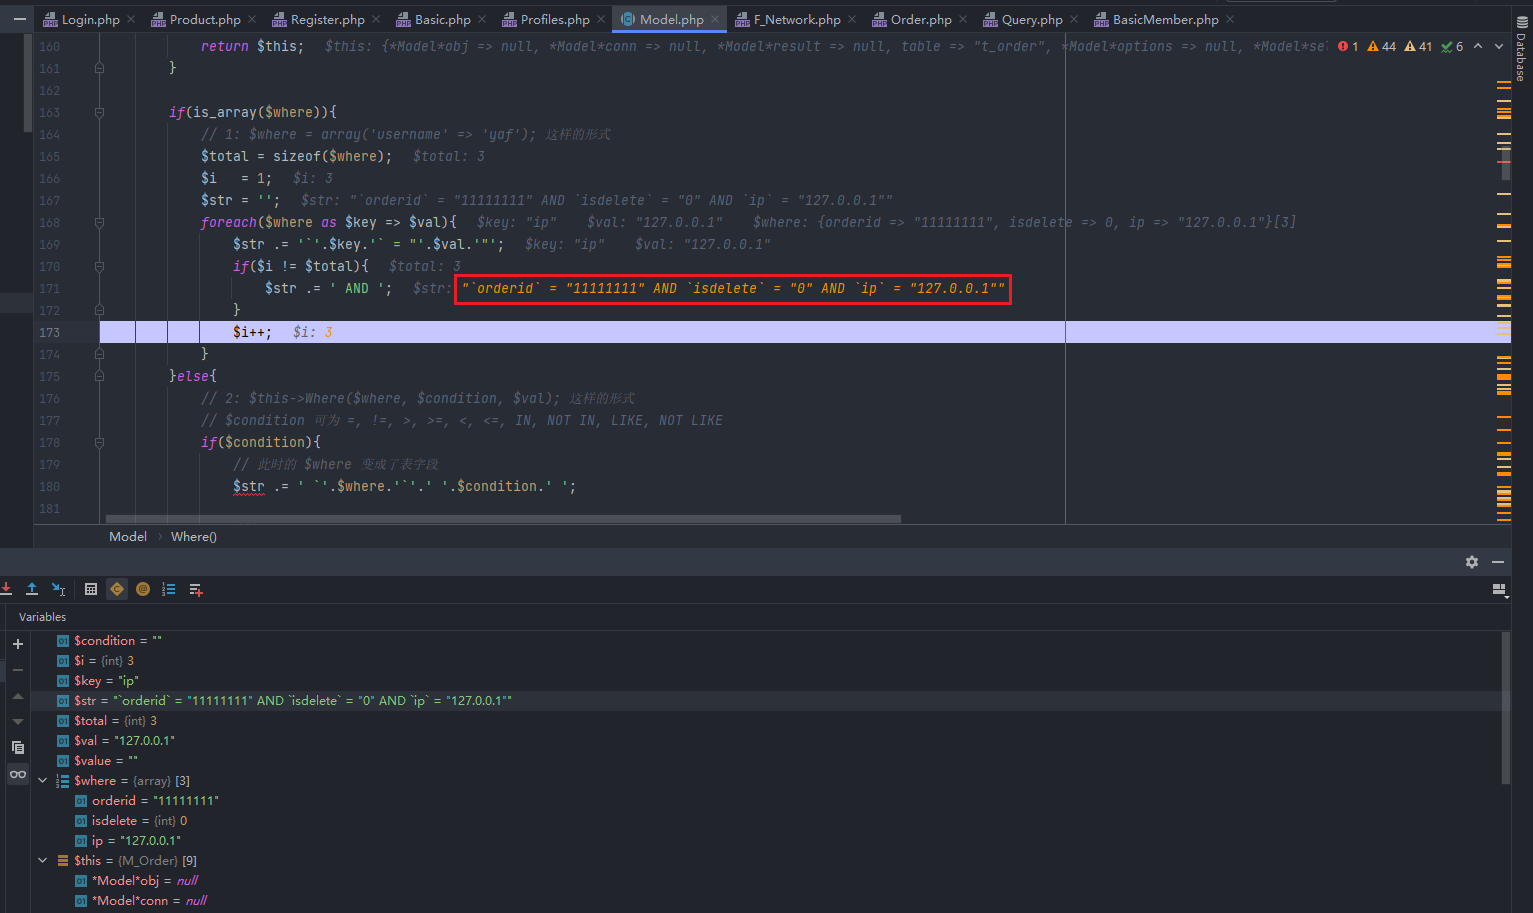 Login.php
Product.php
Register.php
Basic.php
Profiles.php
Model.php
F_Network.php
Order.php
Query.php
BasicMember.php
Database
160 return $this; $this: {*Model*obj => null, *Model*conn => null, *Model*result => null, table => "t_order", *Model*options => null, *Model*sel
1 44 41 6
161 }
162
163 if(is_array($where)){
164 // 1: $where = array('username' => 'yaf'); 这样的形式
165 $total = sizeof($where); $total: 3
166 $i   = 1; $i: 3
167 $str = ''; $str: "`orderid` = "11111111" AND `isdelete` = "0" AND `ip` = "127.0.0.1""
168 foreach($where as $key => $val){ $key: "ip" $val: "127.0.0.1" $where: {orderid => "11111111", isdelete => 0, ip => "127.0.0.1"}[3]
169 $str .= '`'.$key.'` = "'.$val.'"'; $key: "ip" $val: "127.0.0.1"
170 if($i != $total){ $total: 3
171 $str .= ' AND '; $str: "`orderid` = "11111111" AND `isdelete` = "0" AND `ip` = "127.0.0.1""
172 }
173 $i++; $i: 3
174 }
175 }else{
176 // 2: $this->Where($where, $condition, $val); 这样的形式
177 // $condition 可为 =, !=, >, >=, <, <=, IN, NOT IN, LIKE, NOT LIKE
178 if($condition){
179 // 此时的 $where 变成了表字段
180 $str .= ' `'.$where.'`'.' '.$condition.' ';
181
Model › Where()
Variables
$condition = ""
$i = {int} 3
$key = "ip"
$str = "`orderid` = "11111111" AND `isdelete` = "0" AND `ip` = "127.0.0.1""
$total = {int} 3
$val = "127.0.0.1"
$value = ""
$where = {array} [3]
orderid = "11111111"
isdelete = {int} 0
ip = "127.0.0.1"
$this = {M_Order} [9]
*Model*obj = null
*Model*conn = null